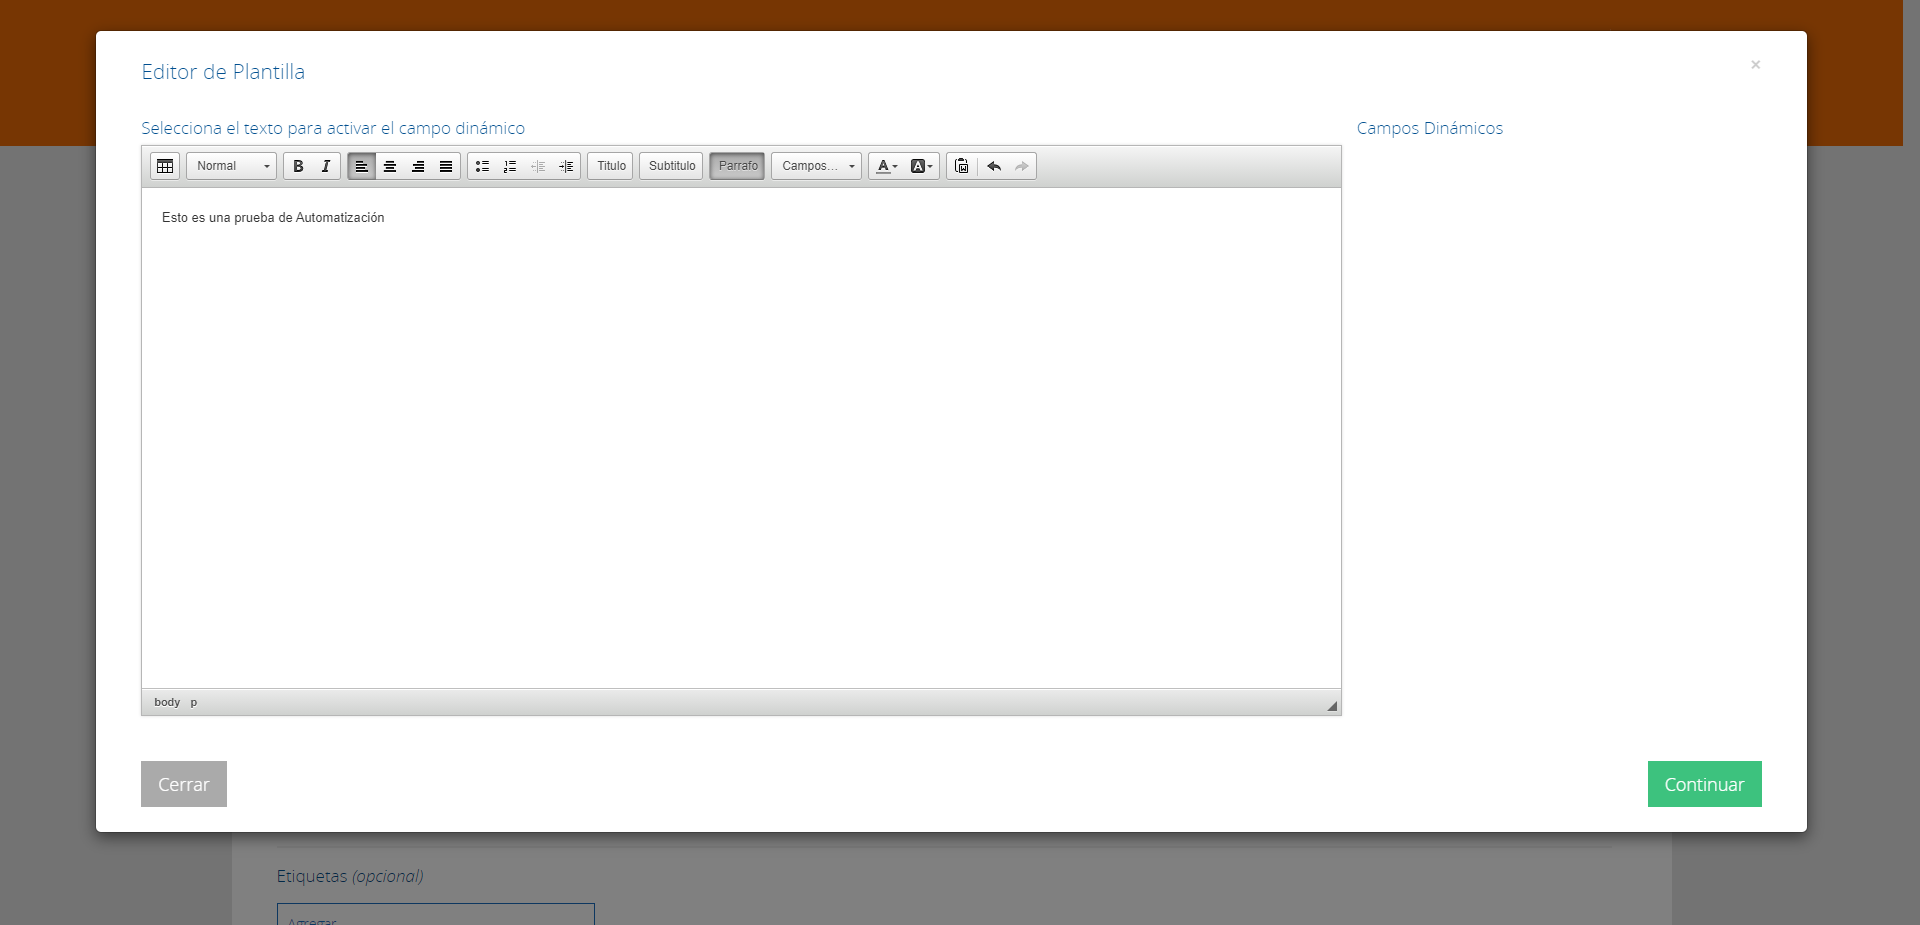 Editor de Plantilla
×
Selecciona el texto para activar el campo dinámico
Campos Dinámicos
Normal B I Titulo Subtitulo Parrafo Campos... A A
Esto es una prueba de Automatización
body p
Cerrar
Continuar
Etiquetas (opcional)
Agregar